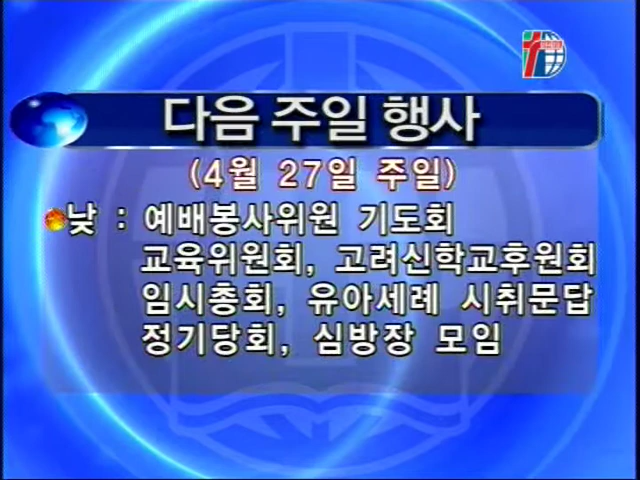 다음 주일 행사
(4월 27일 주일)
낮 : 예배봉사위원 기도회
교육위원회, 고려신학교후원회
임시총회, 유아세례 시취문답
정기당회, 심방장 모임